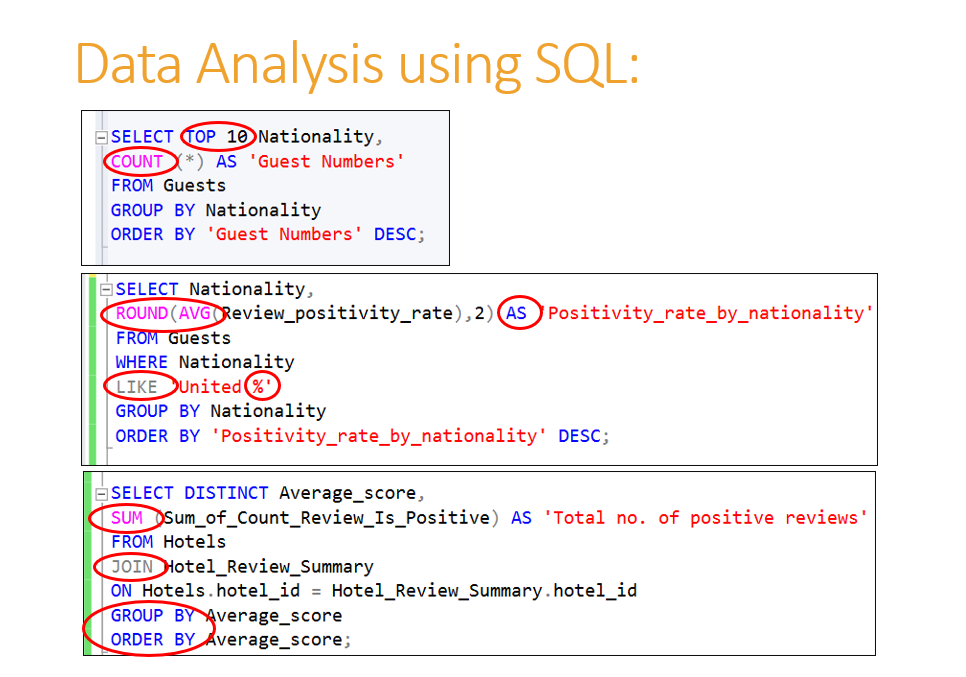 Data Analysis using SQL:
SELECT TOP 10 Nationality,
COUNT (*) AS 'Guest Numbers'
FROM Guests
GROUP BY Nationality
ORDER BY 'Guest Numbers' DESC;
SELECT Nationality,
ROUND(AVG(Review_positivity_rate),2) AS 'Positivity_rate_by_nationality'
FROM Guests
WHERE Nationality
LIKE 'United %'
GROUP BY Nationality
ORDER BY 'Positivity_rate_by_nationality' DESC;
SELECT DISTINCT Average_score,
SUM (Sum_of_Count_Review_Is_Positive) AS 'Total no. of positive reviews'
FROM Hotels
JOIN Hotel_Review_Summary
ON Hotels.hotel_id = Hotel_Review_Summary.hotel_id
GROUP BY Average_score
ORDER BY Average_score;